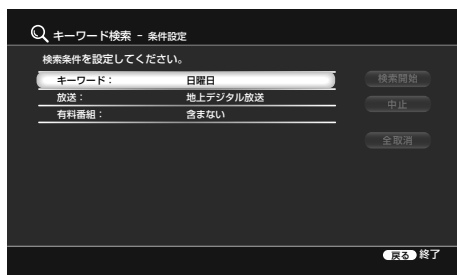 キーワード検索 - 条件設定
検索条件を設定してください。
キーワード： 日曜日 検索開始
放送： 地上デジタル放送
中止
有料番組： 含まない
全取消
戻る 終了